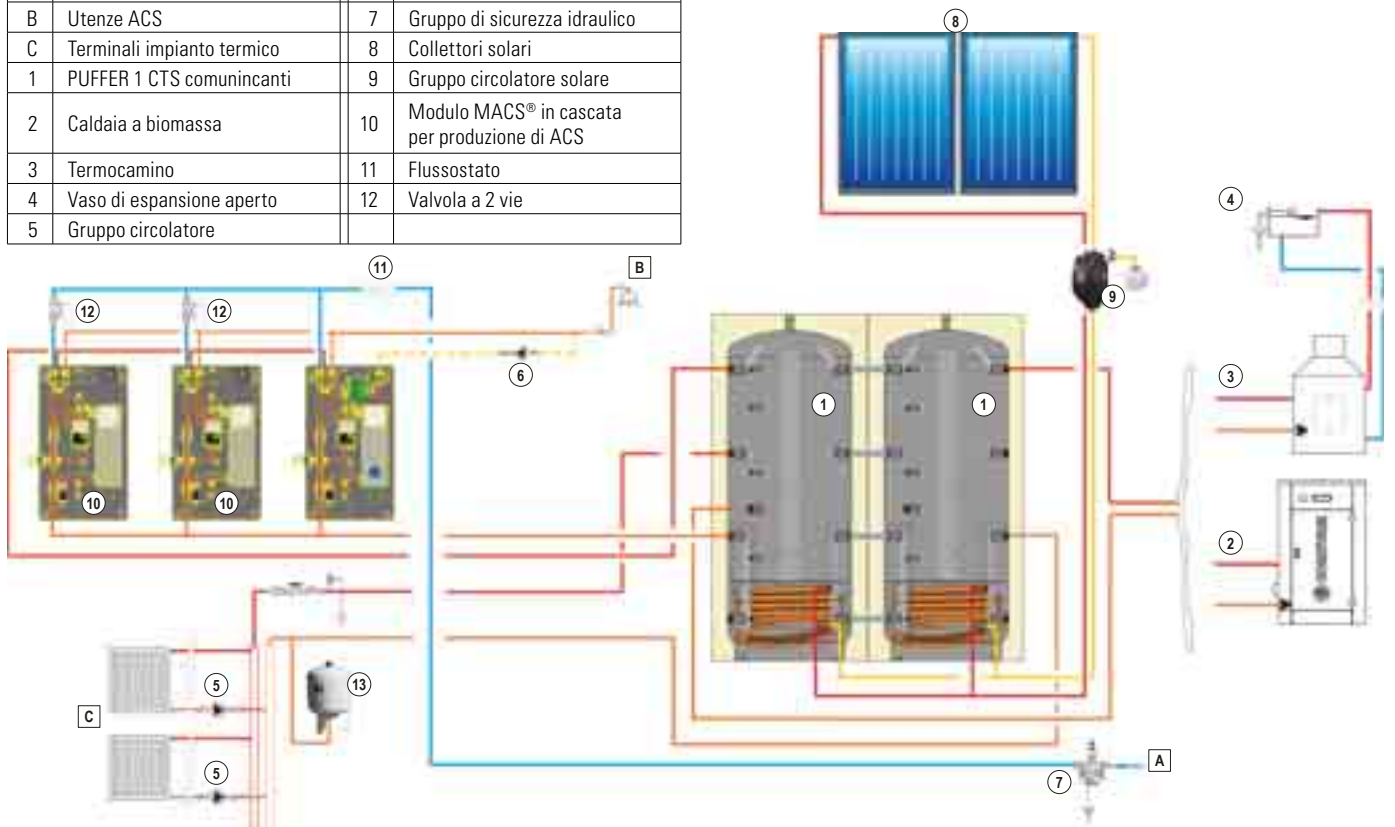 B Utenze ACS 7 Gruppo di sicurezza idraulico
C Terminali impianto termico 8 Collettori solari
1 PUFFER 1 CTS comunincanti 9 Gruppo circolatore solare
2 Caldaia a biomassa 10 Modulo MACS® in cascata
per produzione di ACS
3 Termocamino 11 Flussostato
4 Vaso di espansione aperto 12 Valvola a 2 vie
5 Gruppo circolatore
8
4
11
B
12
12
9
6
3
1
1
10
10
2
5
13
C
5
A
7